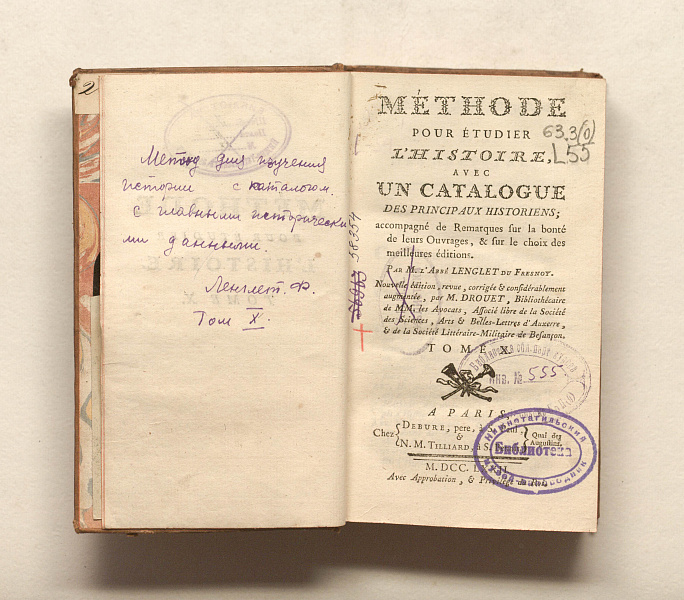 2
Метод для изучения
истории с каталогом.
с главными исторически
ми данными.
Ленглет. Ф.
Том X.
58254
MÉTHODE
POUR ÉTUDIER
L'HISTOIRE,
AVEC
UN CATALOGUE
DES PRINCIPAUX HISTORIENS;
accompagné de Remarques sur la bonté
de leurs Ouvrages, & sur le choix des
meilleures éditions.
PAR M. L'ABBÉ LENGLET DU FRESNOY.
Nouvelle édition, revue, corrigée & considérablement
augmentée, par M. DROUET, Bibliothécaire
de MM. les Avocats, Associé libre de la Société
des Sciences, Arts & Belles-Lettres d'Auxerre,
& de la Société Littéraire-Militaire de Besançon.
TOME X.
63.3(0)
L55
ИНВ. № 555
A PARIS
Chez
DEBURE, pere,
&
N. M. TILLIARD, à
Quai des
Augustins.
M. DCC.
Avec Approbation, & Privilége du Roi.
Нижнетагильский
Библиотека